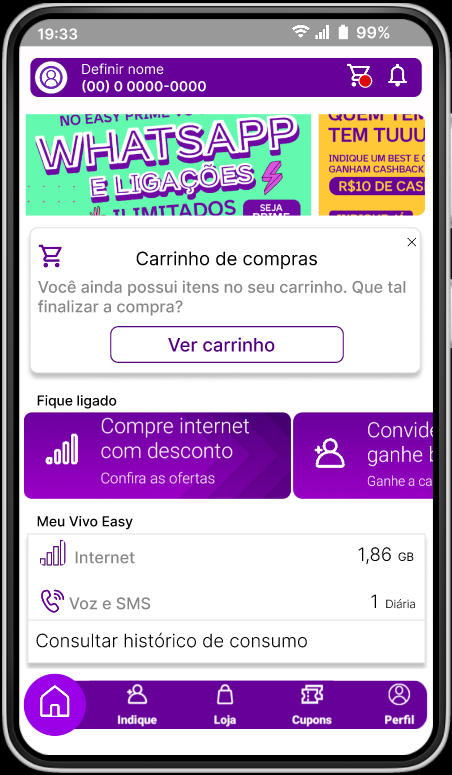 19:33
99%
Definir nome
(00) 0 0000-0000
NO EASY PRIME
WHATSAPP
E LIGAÇÕES
ILIMITADOS
SEJA
PRIME
QUEM TEM
TEM TUUU
INDIQUE UM BEST E
GANHAM CASHBACK
R$10 DE CAS
Carrinho de compras
Você ainda possui itens no seu carrinho. Que tal
finalizar a compra?
Ver carrinho
Fique ligado
Compre internet
com desconto
Confira as ofertas
Convide
ganhe b
Ganhe a ca
Meu Vivo Easy
Internet
1,86 GB
Voz e SMS
1 Diária
Consultar histórico de consumo
Indique
Loja
Cupons
Perfil